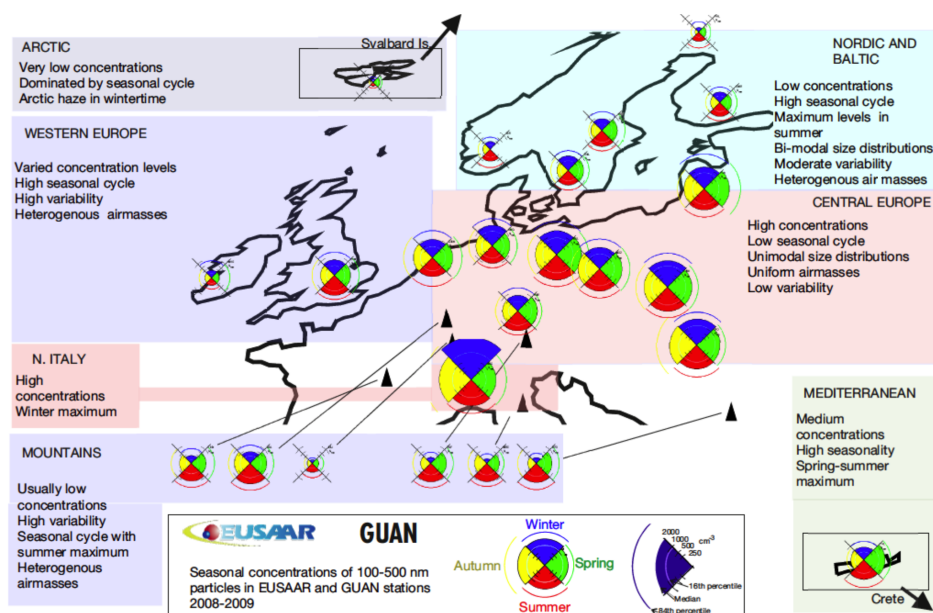 Svalbard Is.
ARCTIC
Very low concentrations
Dominated by seasonal cycle
Arctic haze in wintertime
NORDIC AND
BALTIC
Low concentrations
High seasonal cycle
Maximum levels in
summer
Bi-modal size distributions
Moderate variability
Heterogenous air masses
WESTERN EUROPE
Varied concentration levels
High seasonal cycle
High variability
Heterogenous airmasses
CENTRAL EUROPE
High concentrations
Low seasonal cycle
Unimodal size distributions
Uniform airmasses
Low variability
N. ITALY
High
concentrations
Winter maximum
MEDITERRANEAN
Medium
concentrations
High seasonality
Spring-summer
maximum
MOUNTAINS
Usually low
concentrations
High variability
Seasonal cycle with
summer maximum
Heterogenous
airmasses
EUSAAR
GUAN
Seasonal concentrations of 100-500 nm
particles in EUSAAR and GUAN stations
2008-2009
Winter
Autumn
Spring
Summer
2000
1000 cm-3
500
250
16th percentile
Median
84th percentile
Crete